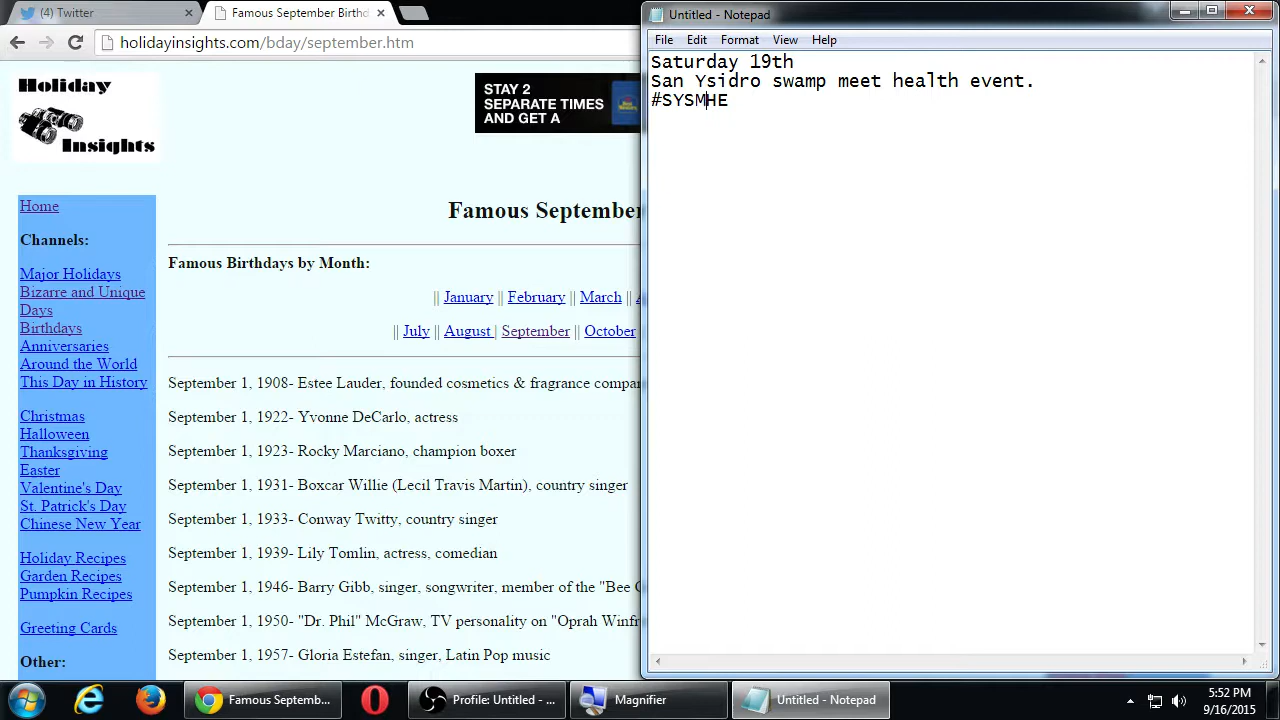 (4) Twitter
Famous September Birthd
holidayinsights.com/bday/september.htm
Holiday
Insights
STAY 2
SEPARATE TIMES
AND GET A
Home
Channels:
Major Holidays
Bizarre and Unique
Days
Birthdays
Anniversaries
Around the World
This Day in History
Christmas
Halloween
Thanksgiving
Easter
Valentine's Day
St. Patrick's Day
Chinese New Year
Holiday Recipes
Garden Recipes
Pumpkin Recipes
Greeting Cards
Other:
Famous September
Famous Birthdays by Month:
|| January || February || March ||
|| July || August | September || October
September 1, 1908- Estee Lauder, founded cosmetics & fragrance compan
September 1, 1922- Yvonne DeCarlo, actress
September 1, 1923- Rocky Marciano, champion boxer
September 1, 1931- Boxcar Willie (Lecil Travis Martin), country singer
September 1, 1933- Conway Twitty, country singer
September 1, 1939- Lily Tomlin, actress, comedian
September 1, 1946- Barry Gibb, singer, songwriter, member of the "Bee G
September 1, 1950- "Dr. Phil" McGraw, TV personality on "Oprah Winfr
September 1, 1957- Gloria Estefan, singer, Latin Pop music
Untitled - Notepad
File Edit Format View Help
Saturday 19th
San Ysidro swamp meet health event.
#SYSMHE
Famous Septemb...
Profile: Untitled - ...
Magnifier
Untitled - Notepad
5:52 PM
9/16/2015